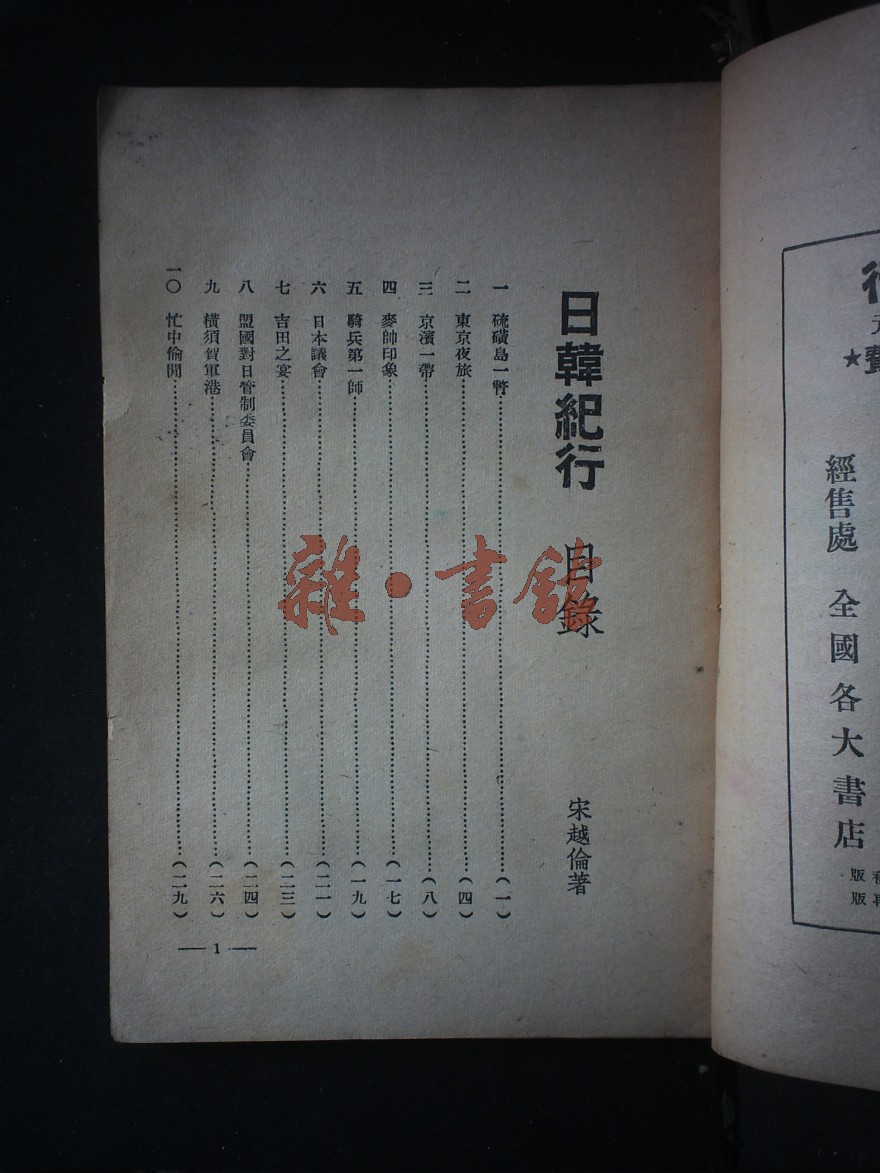 經售處 全國各大書店
日韓紀行 目錄
宋越倫著
一 硫磺島一瞥……(一)
二 東京夜旅……(四)
三 京濱一帶……(八)
四 麥帥印象……(一七)
五 騎兵第一師……(一九)
六 日本議會……(二一)
七 吉田之宴……(二三)
八 盟國對日管制委員會……(二四)
九 橫須賀軍港……(二六)
一〇 忙中偷閒……(二九)
— 1 —
雜·書館